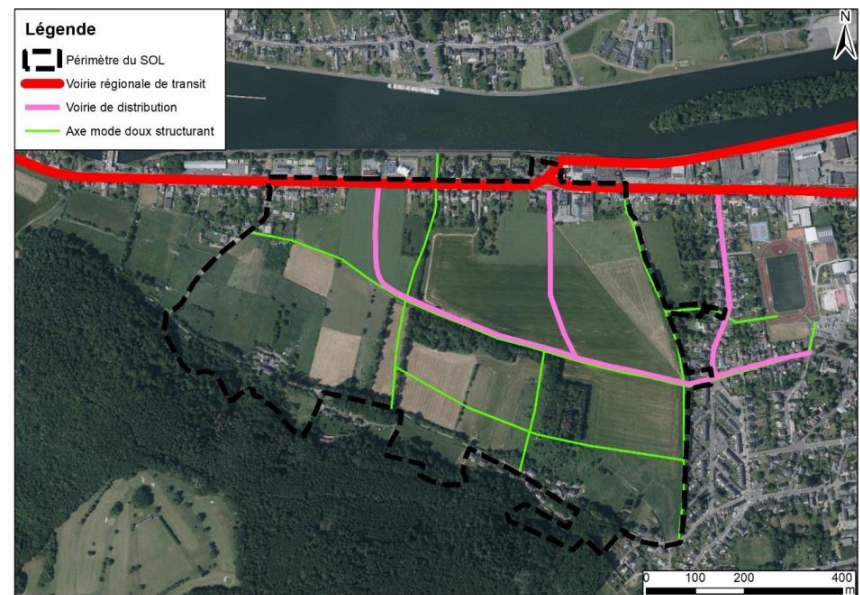 Légende
Périmètre du SOL
Voirie régionale de transit
Voirie de distribution
Axe mode doux structurant
N
0 100 200 400
m